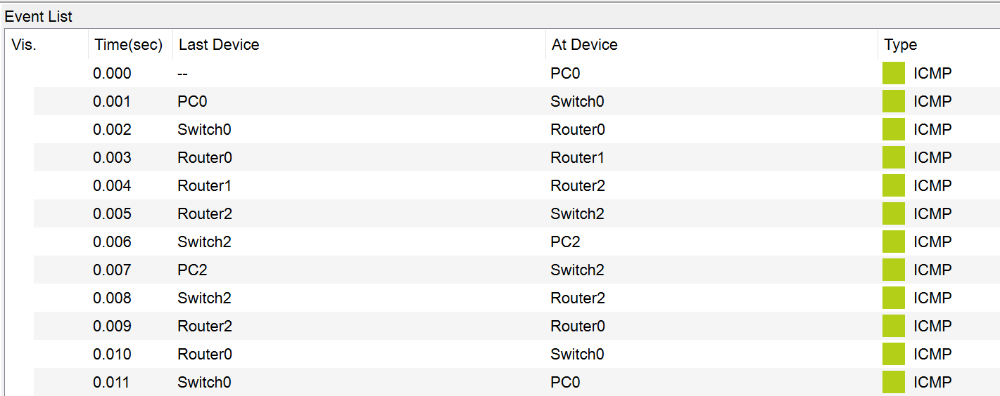 Event List
Vis. Time(sec) Last Device At Device Type
0.000 -- PC0 ICMP
0.001 PC0 Switch0 ICMP
0.002 Switch0 Router0 ICMP
0.003 Router0 Router1 ICMP
0.004 Router1 Router2 ICMP
0.005 Router2 Switch2 ICMP
0.006 Switch2 PC2 ICMP
0.007 PC2 Switch2 ICMP
0.008 Switch2 Router2 ICMP
0.009 Router2 Router0 ICMP
0.010 Router0 Switch0 ICMP
0.011 Switch0 PC0 ICMP